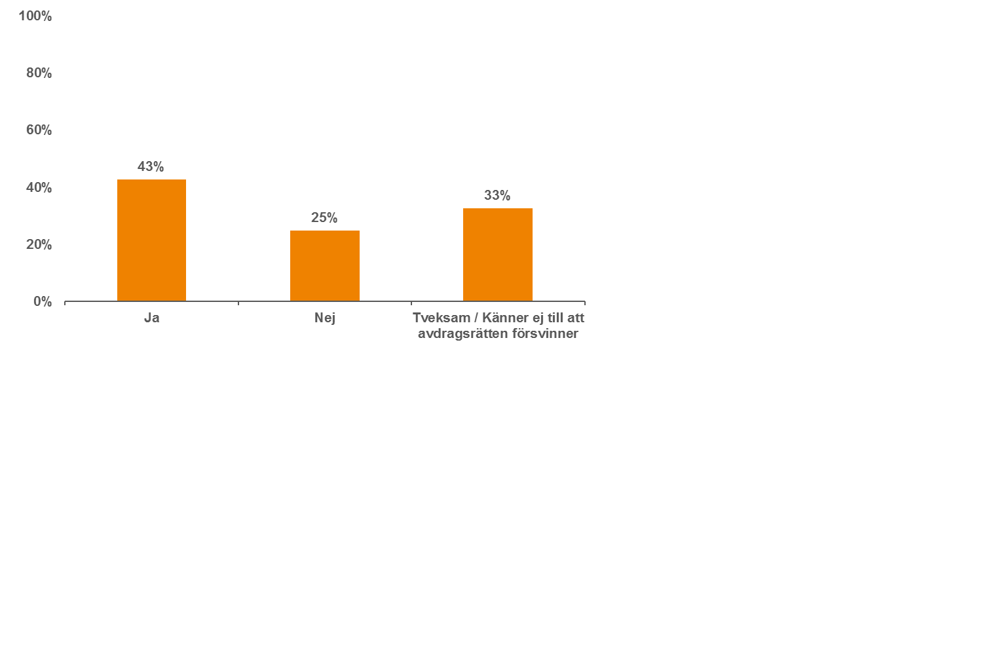 100%
80%
60%
40%
20%
0%
43%
25%
33%
Ja
Nej
Tveksam / Känner ej till att
avdragsrätten försvinner